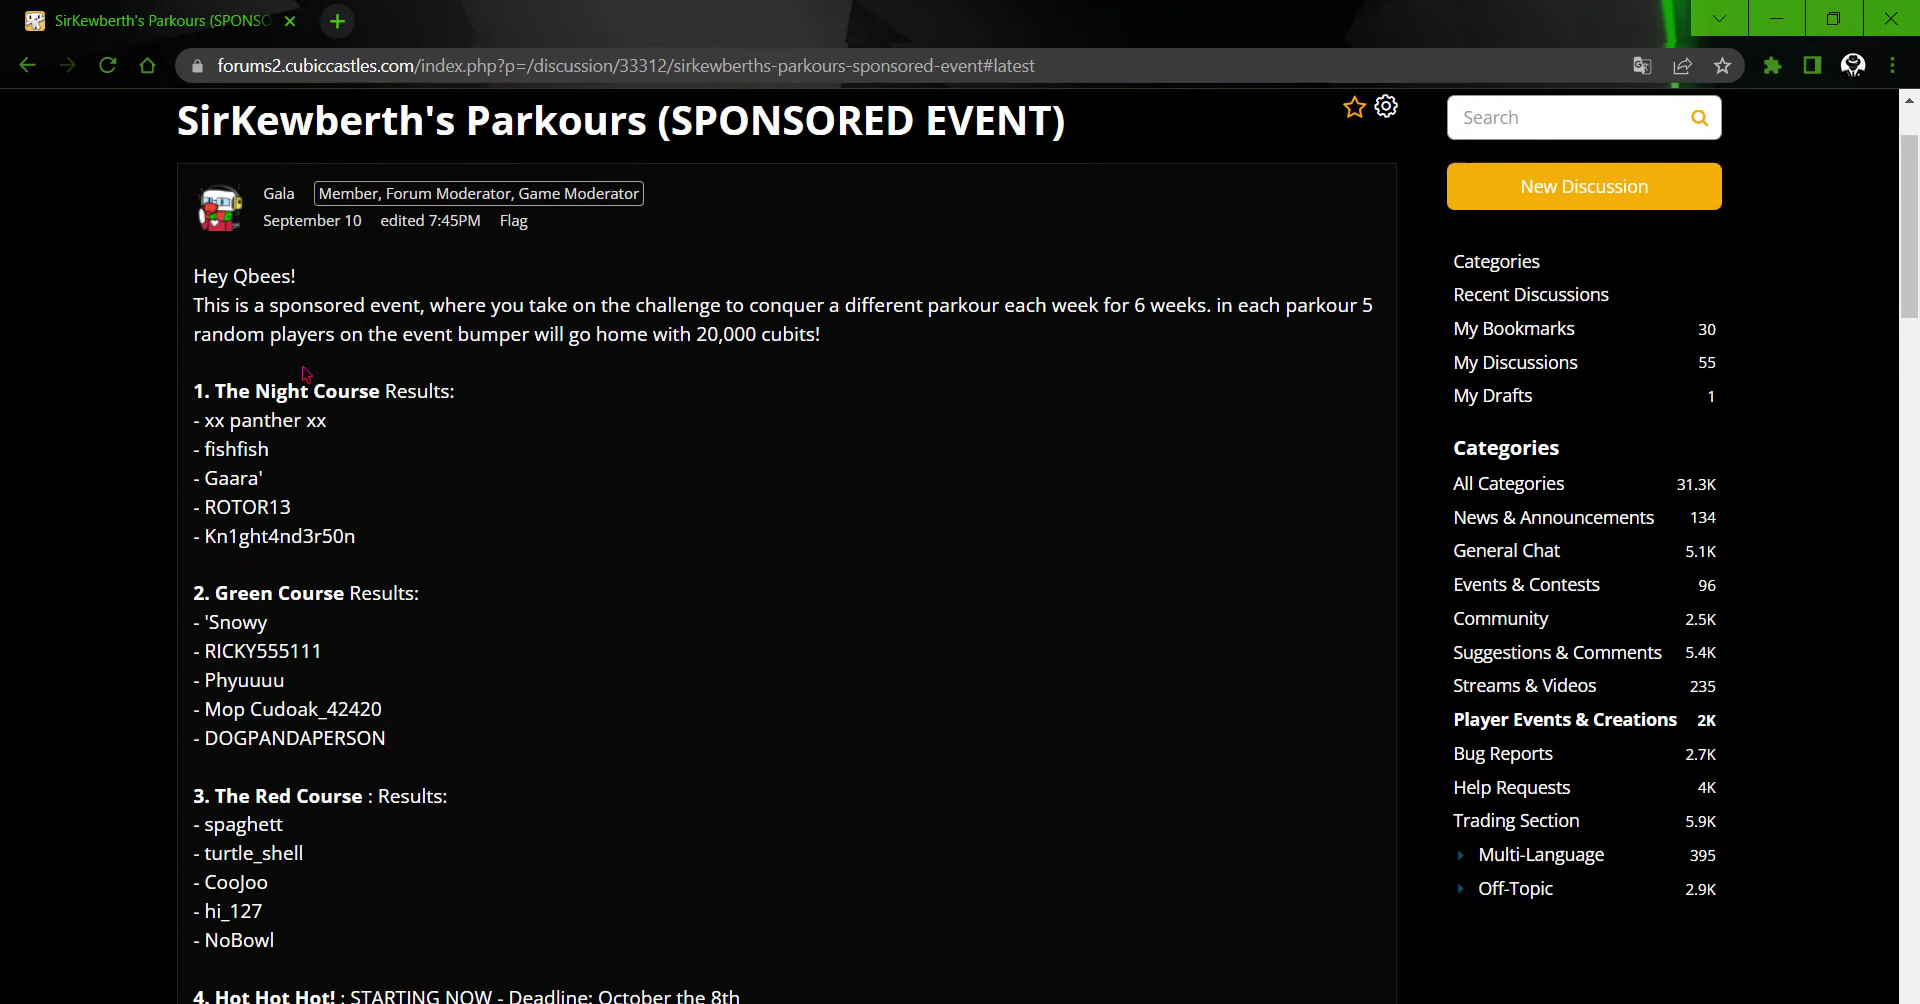 SirKewberth's Parkours (SPONSO
forums2.cubiccastles.com/index.php?p=/discussion/33312/sirkewberths-parkours-sponsored-event#latest
SirKewberth's Parkours (SPONSORED EVENT)
Gala Member, Forum Moderator, Game Moderator
September 10 edited 7:45PM Flag
Hey Qbees!
This is a sponsored event, where you take on the challenge to conquer a different parkour each week for 6 weeks. in each parkour 5
random players on the event bumper will go home with 20,000 cubits!
1. The Night Course Results:
- xx panther xx
- fishfish
- Gaara'
- ROTOR13
- Kn1ght4nd3r50n
2. Green Course Results:
- 'Snowy
- RICKY555111
- Phyuuuu
- Mop Cudoak_42420
- DOGPANDAPERSON
3. The Red Course : Results:
- spaghett
- turtle_shell
- CooJoo
- hi_127
- NoBowl
4. Hot Hot Hot! : STARTING NOW - Deadline: October the 8th
Search
New Discussion
Categories
Recent Discussions
My Bookmarks 30
My Discussions 55
My Drafts 1
Categories
All Categories 31.3K
News & Announcements 134
General Chat 5.1K
Events & Contests 96
Community 2.5K
Suggestions & Comments 5.4K
Streams & Videos 235
Player Events & Creations 2K
Bug Reports 2.7K
Help Requests 4K
Trading Section 5.9K
Multi-Language 395
Off-Topic 2.9K